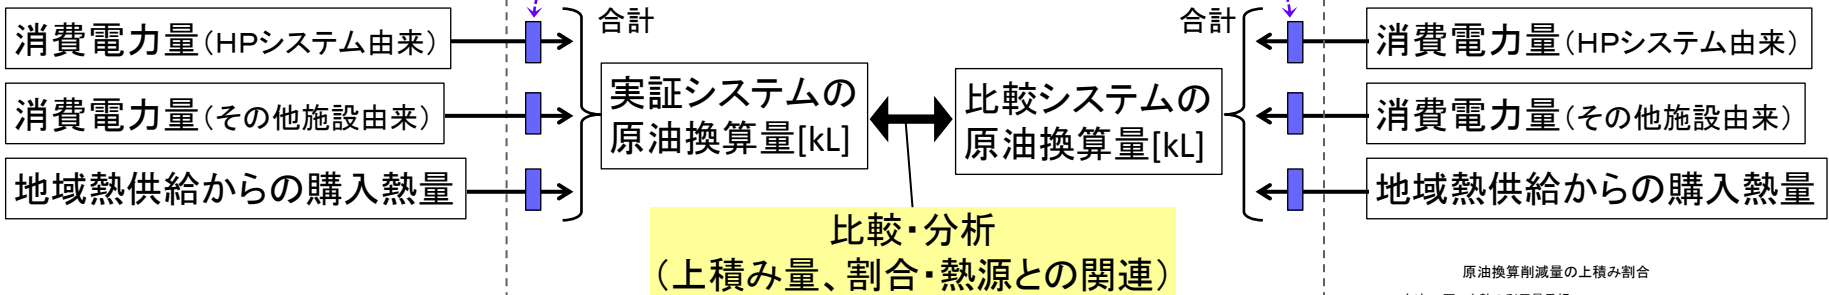 消費電力量(HPシステム由来)
消費電力量(その他施設由来)
地域熱供給からの購入熱量
合計
実証システムの
原油換算量[kL]
比較・分析
(上積み量、割合・熱源との関連)
合計
比較システムの
原油換算量[kL]
消費電力量(HPシステム由来)
消費電力量(その他施設由来)
地域熱供給からの購入熱量
原油換算削減量の上積み割合